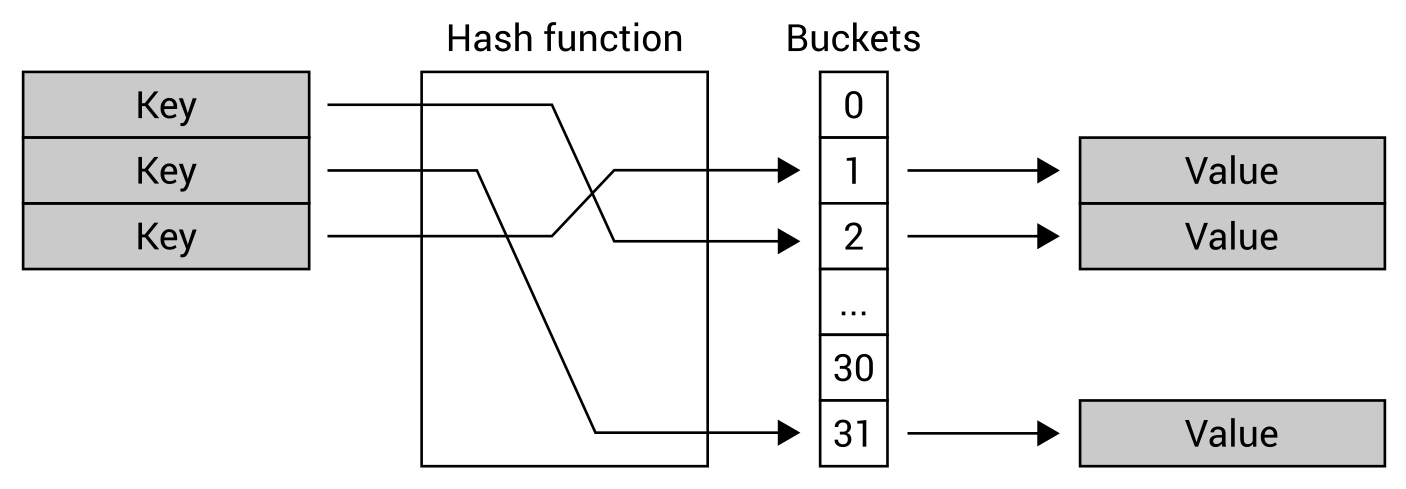 Hash function
Buckets
Key
Key
Key
0
1
2
...
30
31
Value
Value
Value